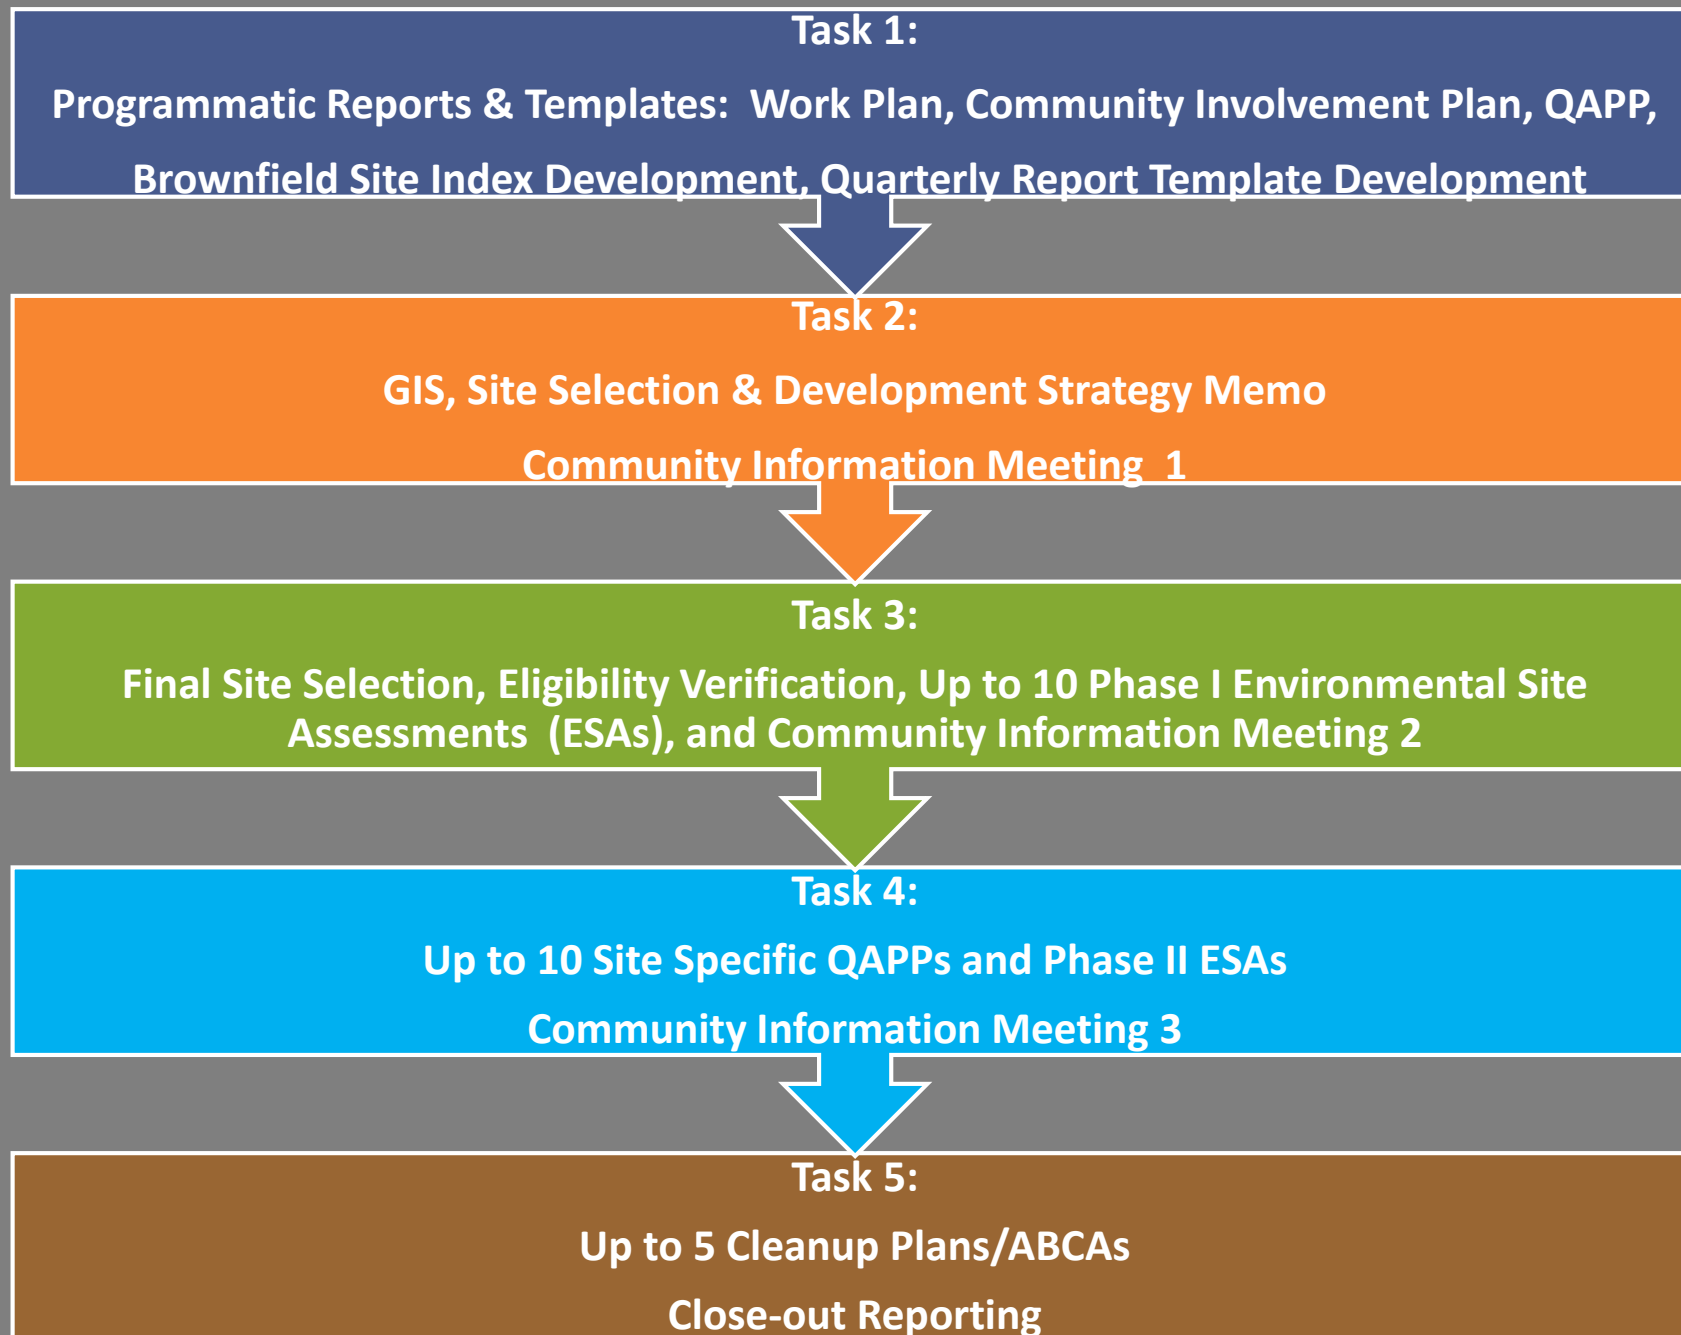 Task 1:
Programmatic Reports & Templates:  Work Plan, Community Involvement Plan, QAPP,
Brownfield Site Index Development, Quarterly Report Template Development
Task 2:
GIS, Site Selection & Development Strategy Memo
Community Information Meeting  1
Task 3:
Final Site Selection, Eligibility Verification, Up to 10 Phase I Environmental Site
Assessments  (ESAs), and Community Information Meeting 2
Task 4:
Up to 10 Site Specific QAPPs and Phase II ESAs
Community Information Meeting 3
Task 5:
Up to 5 Cleanup Plans/ABCAs
Close-out Reporting